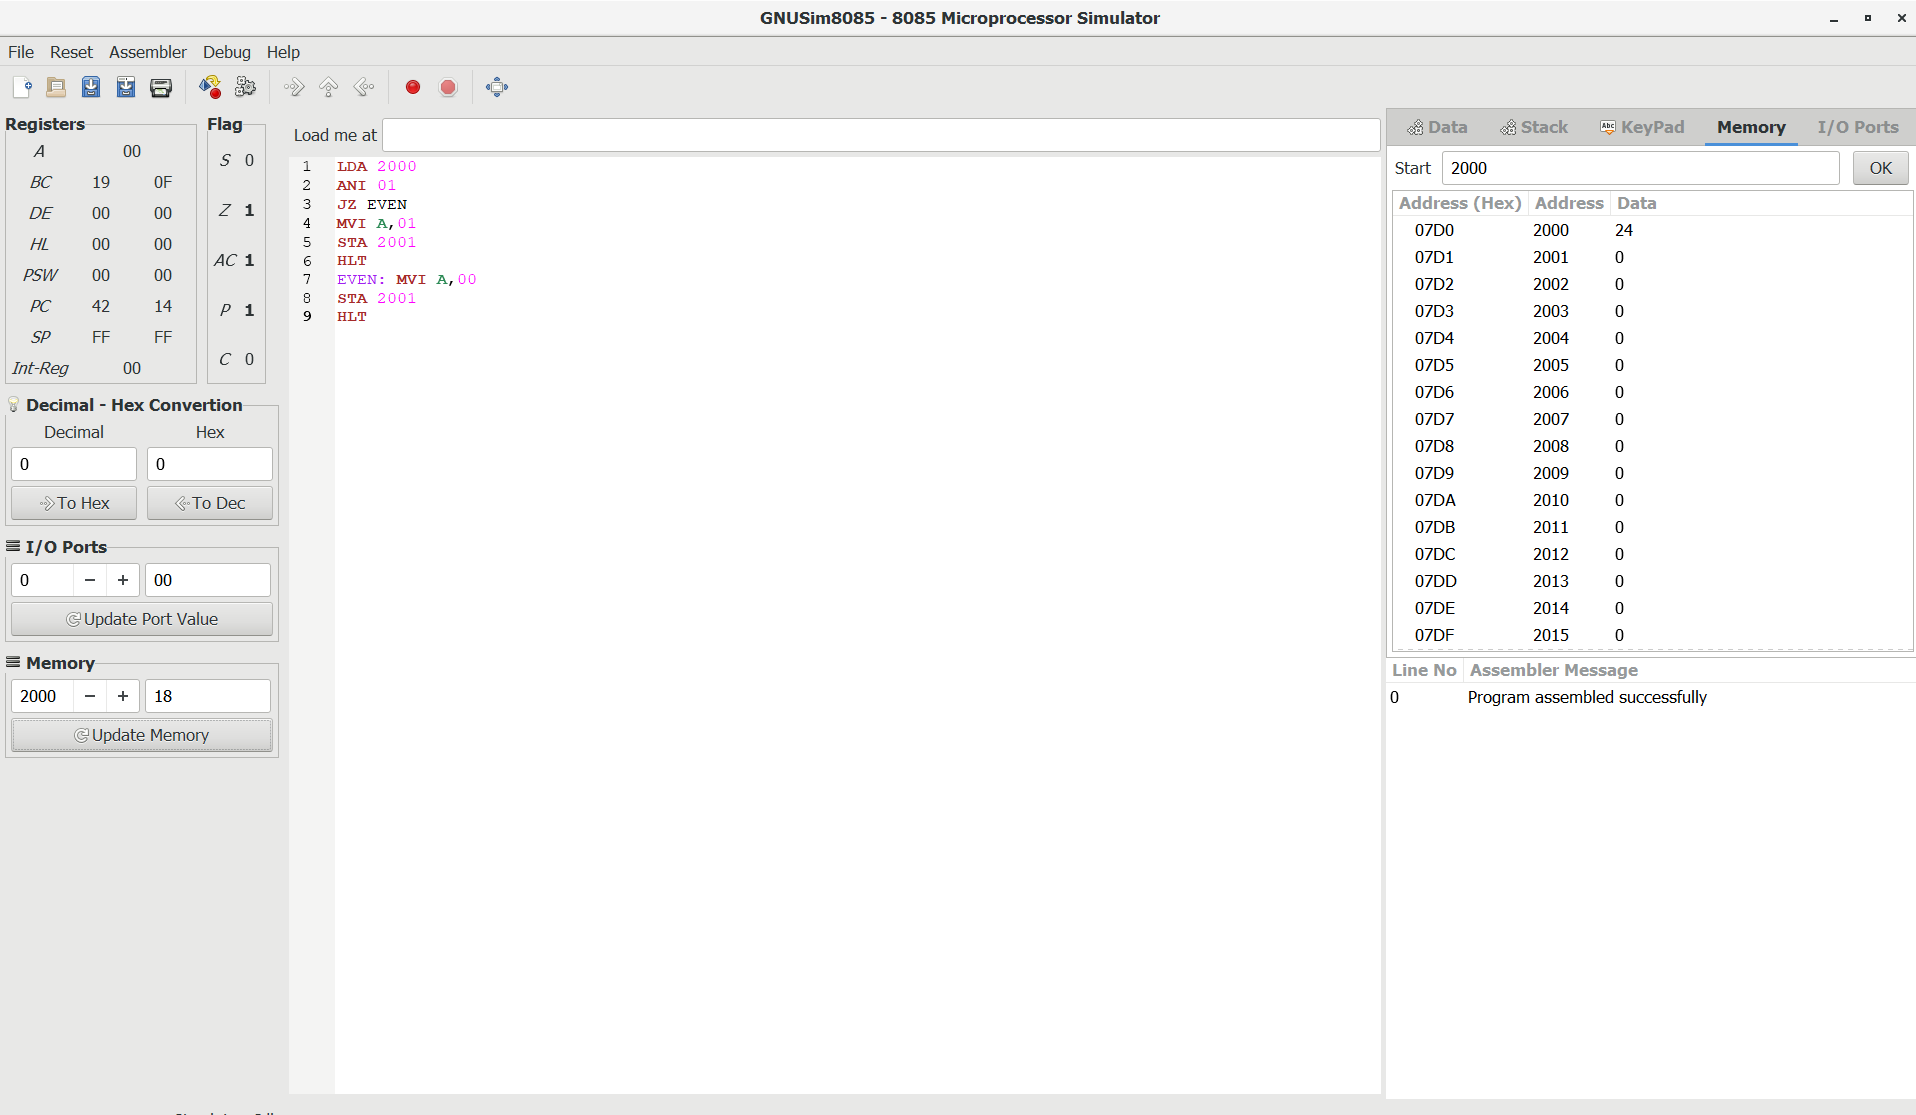 GNUSim8085 - 8085 Microprocessor Simulator
File Reset Assembler Debug Help
Registers
A 00
BC 19 0F
DE 00 00
HL 00 00
PSW 00 00
PC 42 14
SP FF FF
Int-Reg 00
Flag
S 0
Z 1
AC 1
P 1
C 0
Decimal - Hex Convertion
Decimal Hex
0 0
To Hex To Dec
I/O Ports
0 - + 00
Update Port Value
Memory
2000 - + 18
Update Memory
Load me at
1 LDA 2000
2 ANI 01
3 JZ EVEN
4 MVI A,01
5 STA 2001
6 HLT
7 EVEN: MVI A,00
8 STA 2001
9 HLT
Data Stack Abc KeyPad Memory I/O Ports
Start 2000 OK
Address (Hex) Address Data
07D0 2000 24
07D1 2001 0
07D2 2002 0
07D3 2003 0
07D4 2004 0
07D5 2005 0
07D6 2006 0
07D7 2007 0
07D8 2008 0
07D9 2009 0
07DA 2010 0
07DB 2011 0
07DC 2012 0
07DD 2013 0
07DE 2014 0
07DF 2015 0
Line No Assembler Message
0 Program assembled successfully